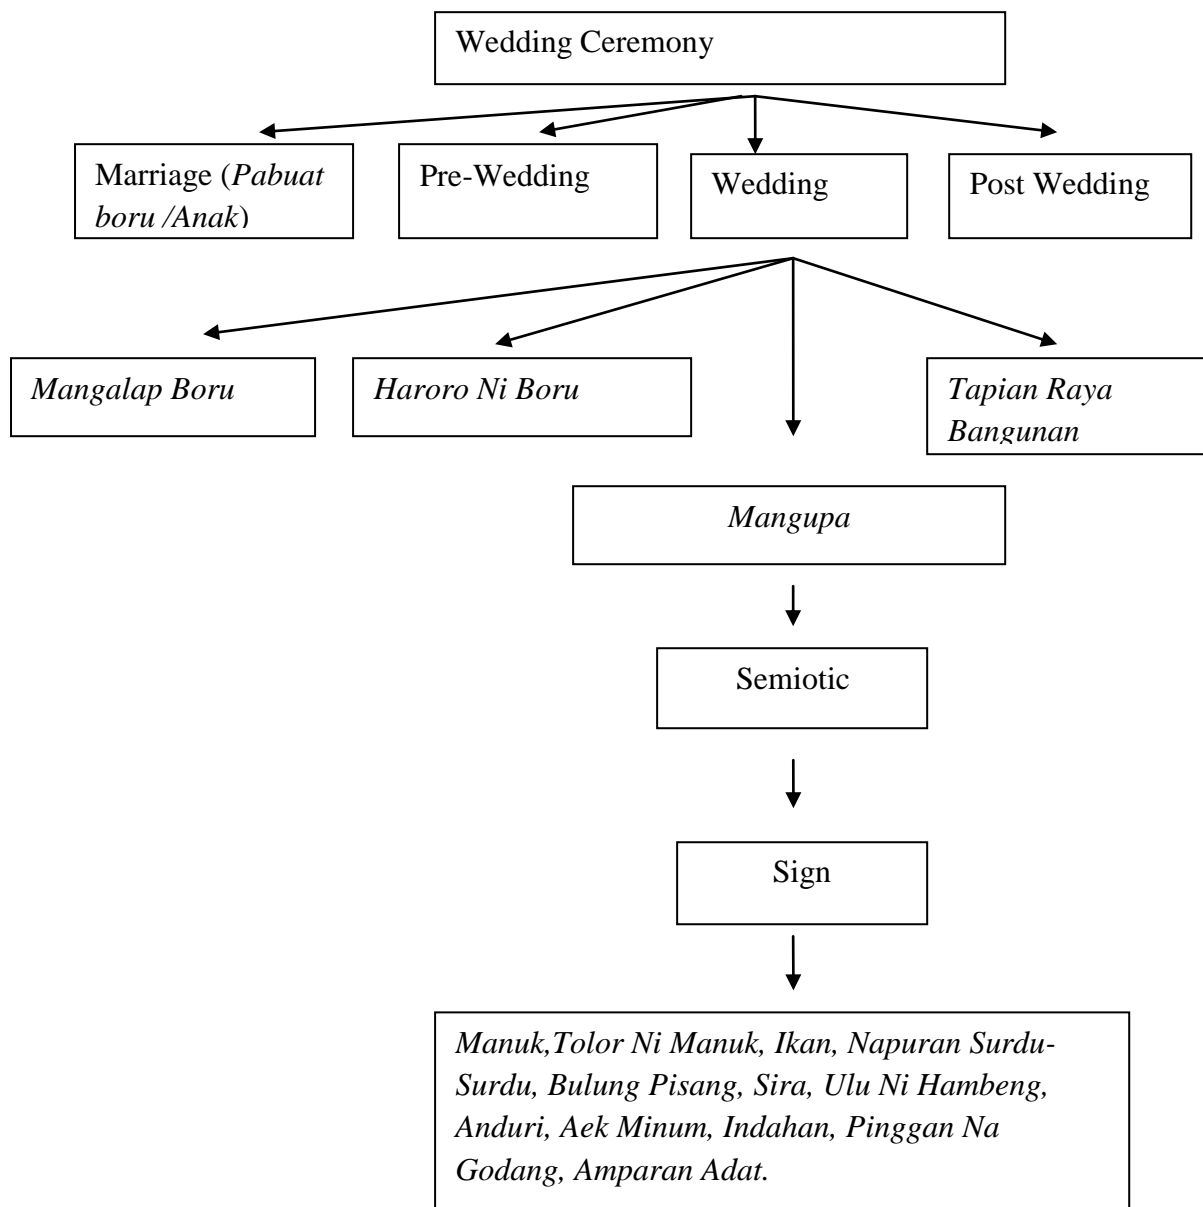 Wedding Ceremony
Marriage (Pabuat
boru /Anak)
Pre-Wedding
Wedding
Post Wedding
Mangalap Boru
Haroro Ni Boru
Tapian Raya
Bangunan
Mangupa
Semiotic
Sign
Manuk,Tolor Ni Manuk, Ikan, Napuran Surdu-
Surdu, Bulung Pisang, Sira, Ulu Ni Hambeng,
Anduri, Aek Minum, Indahan, Pinggan Na
Godang, Amparan Adat.